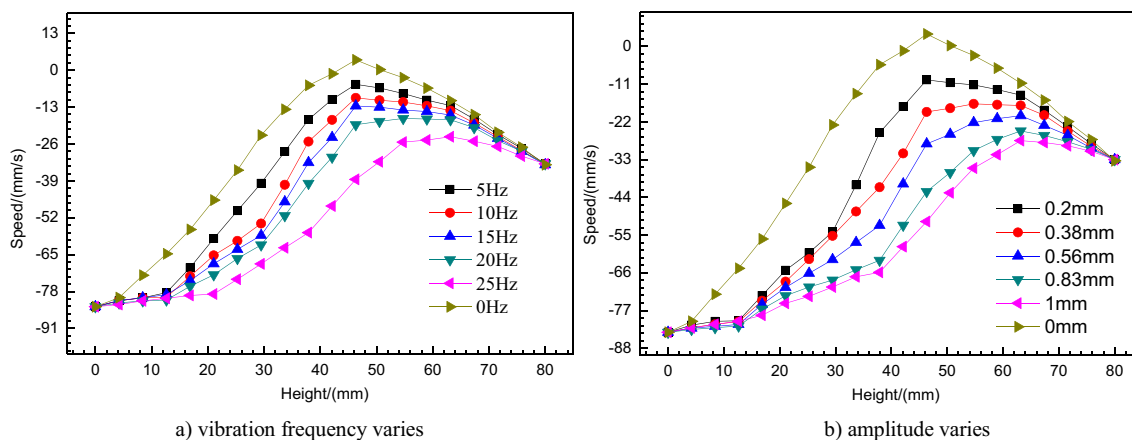 13
0
-13
-26
-39
-52
-65
-78
-91
Speed/(mm/s)
5Hz
10Hz
15Hz
20Hz
25Hz
0Hz
0 10 20 30 40 50 60 70 80
Height/(mm)
a) vibration frequency varies
0
-11
-22
-33
-44
-55
-66
-77
-88
Speed/(mm/s)
0.2mm
0.38mm
0.56mm
0.83mm
1mm
0mm
0 10 20 30 40 50 60 70 80
Height/(mm)
b) amplitude varies